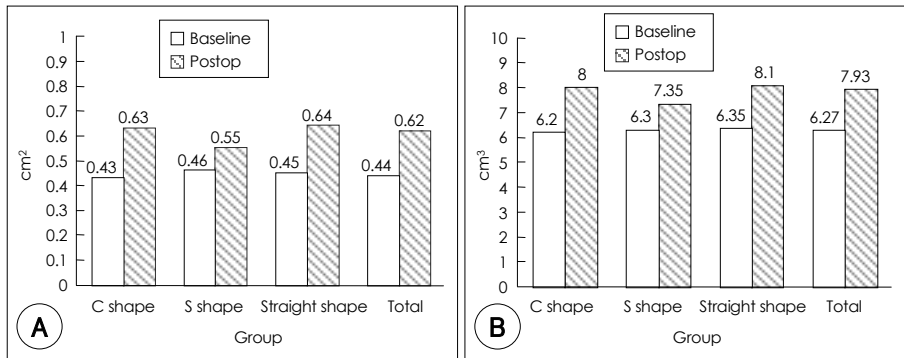 1
0.9
0.8
0.7
0.6
0.5
0.4
0.3
0.2
0.1
0
cm²
Baseline
Postop
0.43
0.63
0.46
0.55
0.45
0.64
0.44
0.62
C shape
S shape
Straight shape
Total
Group
A
10
9
8
7
6
5
4
3
2
1
0
cm³
Baseline
Postop
6.2
8
6.3
7.35
6.35
8.1
6.27
7.93
C shape
S shape
Straight shape
Total
Group
B